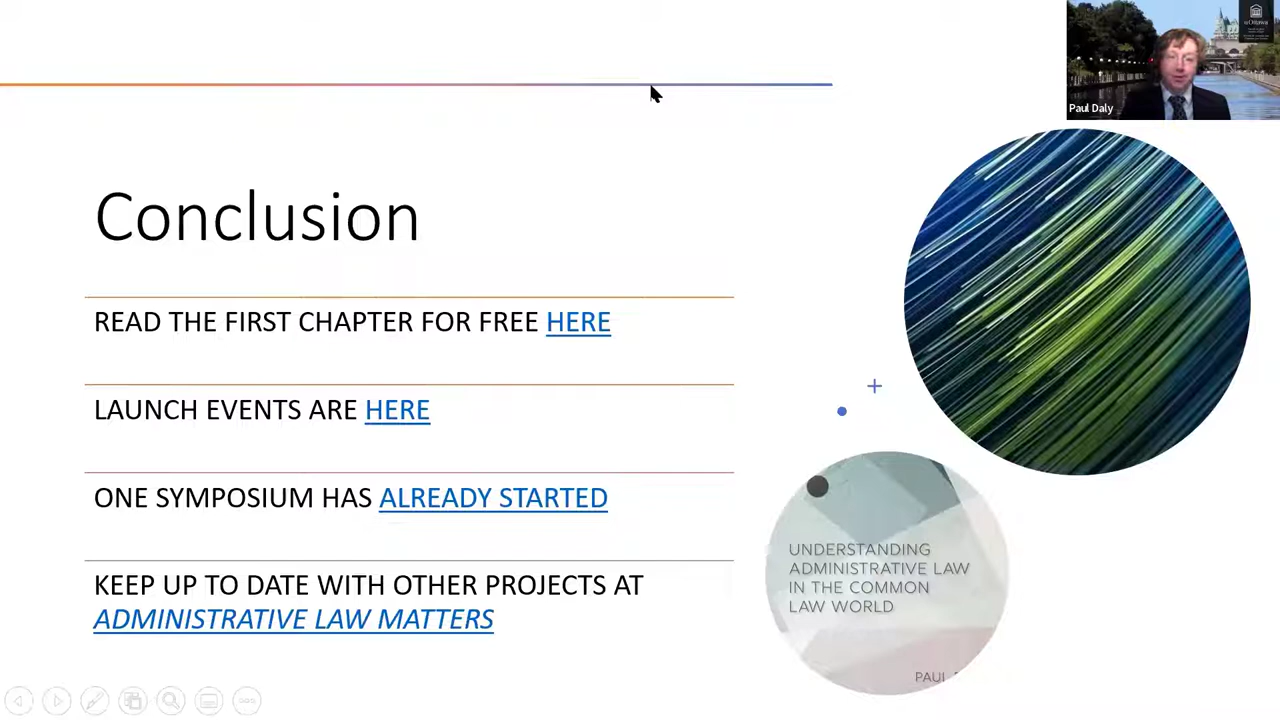 uOttawa
Paul Daly
Conclusion
READ THE FIRST CHAPTER FOR FREE HERE
LAUNCH EVENTS ARE HERE
ONE SYMPOSIUM HAS ALREADY STARTED
KEEP UP TO DATE WITH OTHER PROJECTS AT
ADMINISTRATIVE LAW MATTERS
UNDERSTANDING
ADMINISTRATIVE LAW
IN THE COMMON
LAW WORLD
PAUL